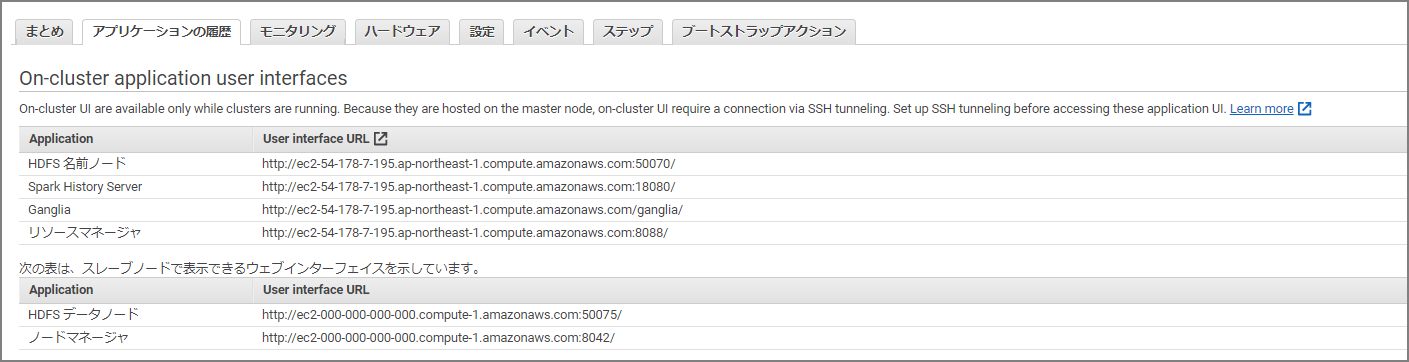 まとめ アプリケーションの履歴 モニタリング ハードウェア 設定 イベント ステップ ブートストラップアクション
On-cluster application user interfaces
On-cluster UI are available only while clusters are running. Because they are hosted on the master node, on-cluster UI require a connection via SSH tunneling. Set up SSH tunneling before accessing these application UI. Learn more
Application User interface URL
HDFS 名前ノード http://ec2-54-178-7-195.ap-northeast-1.compute.amazonaws.com:50070/
Spark History Server http://ec2-54-178-7-195.ap-northeast-1.compute.amazonaws.com:18080/
Ganglia http://ec2-54-178-7-195.ap-northeast-1.compute.amazonaws.com/ganglia/
リソースマネージャ http://ec2-54-178-7-195.ap-northeast-1.compute.amazonaws.com:8088/
次の表は、スレーブノードで表示できるウェブインターフェイスを示しています。
Application User interface URL
HDFS データノード http://ec2-000-000-000-000.compute-1.amazonaws.com:50075/
ノードマネージャ http://ec2-000-000-000-000.compute-1.amazonaws.com:8042/